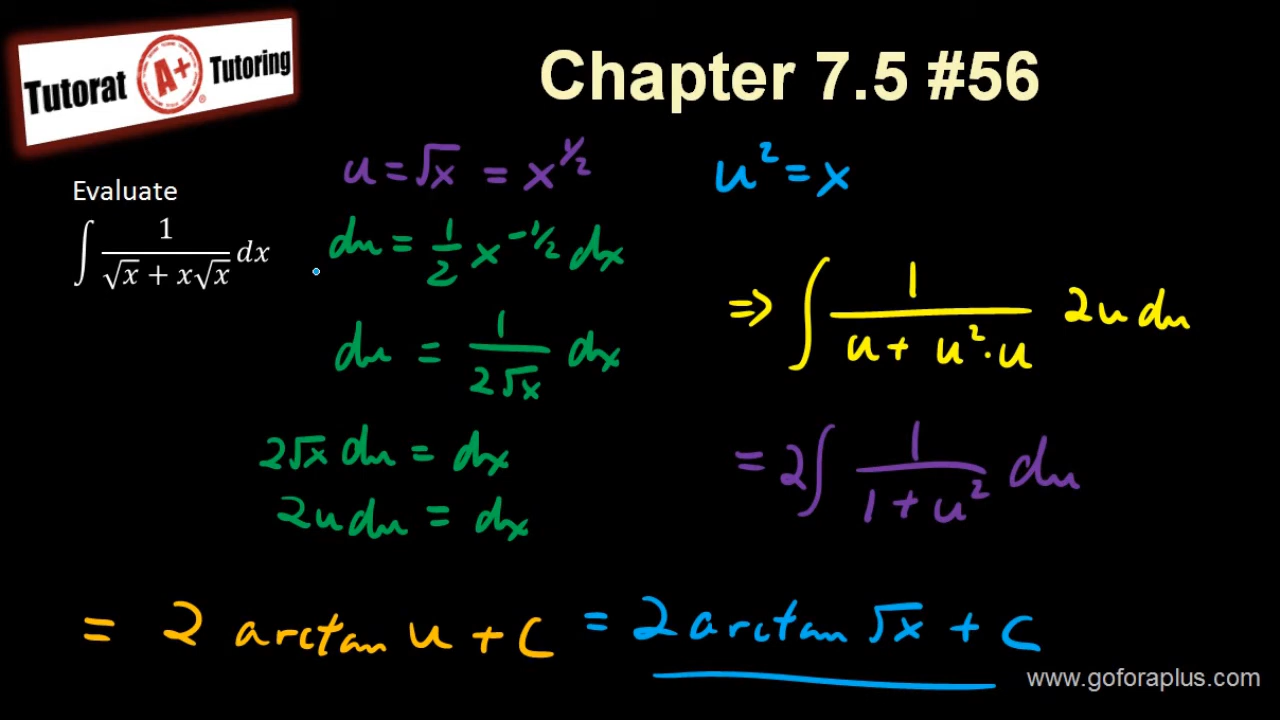 Tutorat A+ Tutoring
Chapter 7.5 #56
Evaluate
∫ 1/(√x + x√x) dx
u = √x = x^1/2
u² = x
du = 1/2 x^-1/2 dx
du = 1/(2√x) dx
2√x du = dx
2u du = dx
=> ∫ 1/(u + u²·u) 2u du
= 2∫ 1/(1 + u²) du
= 2 arctan u + C = 2 arctan √x + C
www.goforaplus.com